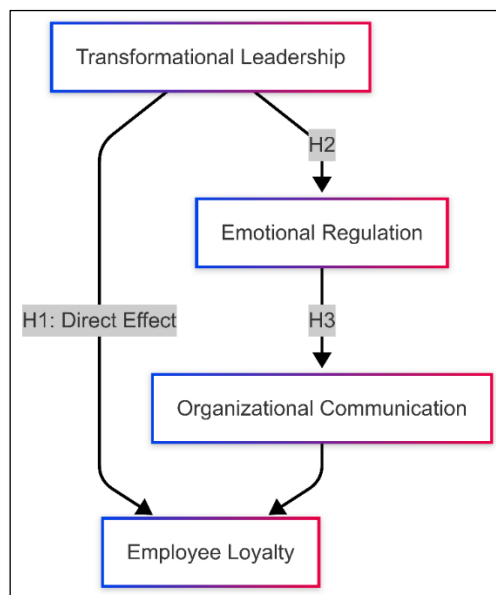 Transformational Leadership
H2
Emotional Regulation
H1: Direct Effect
H3
Organizational Communication
Employee Loyalty